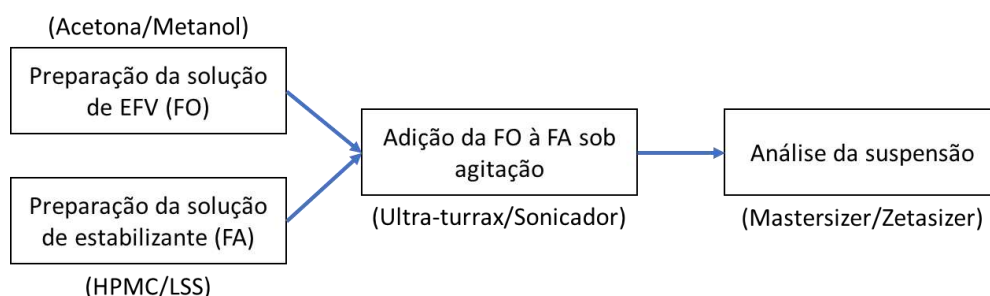 (Acetona/Metanol)
Preparação da solução
de EFV (FO)
Preparação da solução
de estabilizante (FA)
(HPMC/LSS)
Adição da FO à FA sob
agitação
(Ultra-turrax/Sonicador)
Análise da suspensão
(Mastersizer/Zetasizer)